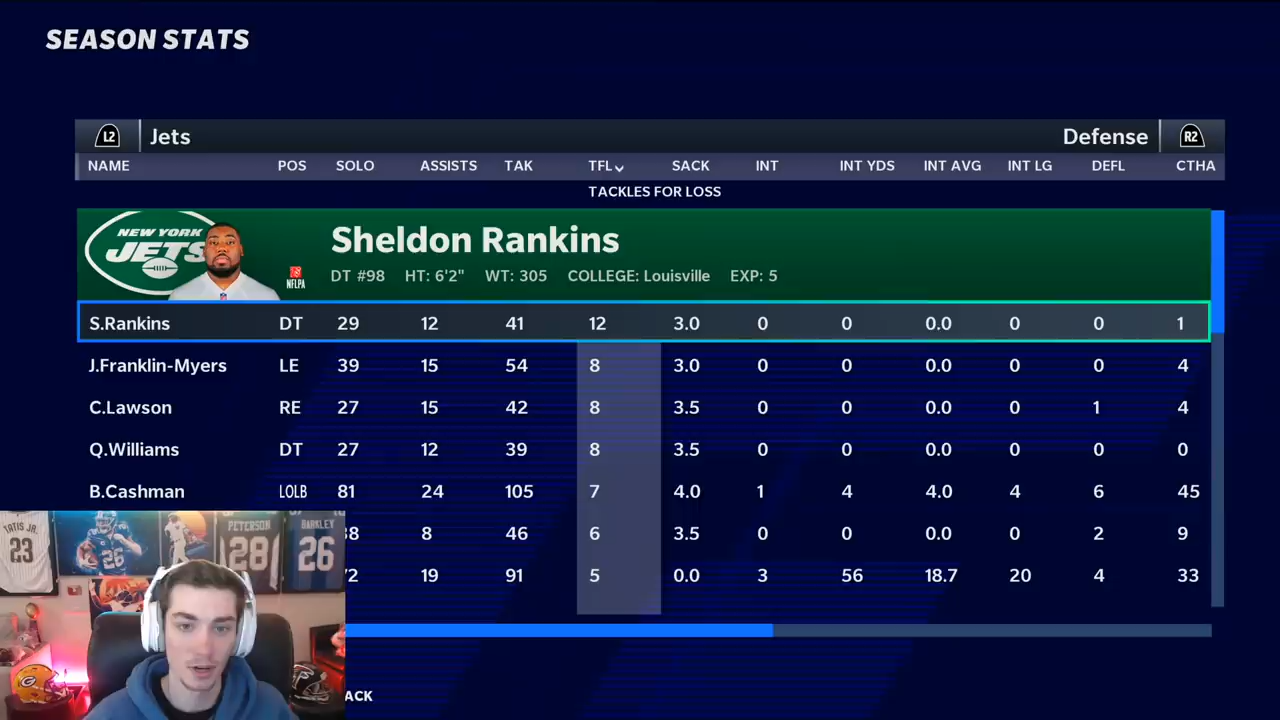 SEASON STATS
L2 Jets Defense R2
NAME POS SOLO ASSISTS TAK TFL SACK INT INT YDS INT AVG INT LG DEFL CTHA
TACKLES FOR LOSS
NEW YORK
JETS
Sheldon Rankins
NFLPA
DT #98 HT: 6'2" WT: 305 COLLEGE: Louisville EXP: 5
S.Rankins DT 29 12 41 12 3.0 0 0 0.0 0 0 1
J.Franklin-Myers LE 39 15 54 8 3.0 0 0 0.0 0 0 4
C.Lawson RE 27 15 42 8 3.5 0 0 0.0 0 1 4
Q.Williams DT 27 12 39 8 3.5 0 0 0.0 0 0 0
B.Cashman LOLB 81 24 105 7 4.0 1 4 4.0 4 6 45
8 8 46 6 3.5 0 0 0.0 0 2 9
2 19 91 5 0.0 3 56 18.7 20 4 33
TATIS JR.
23
26
PETERSON
28
BARKLEY
26
ACK